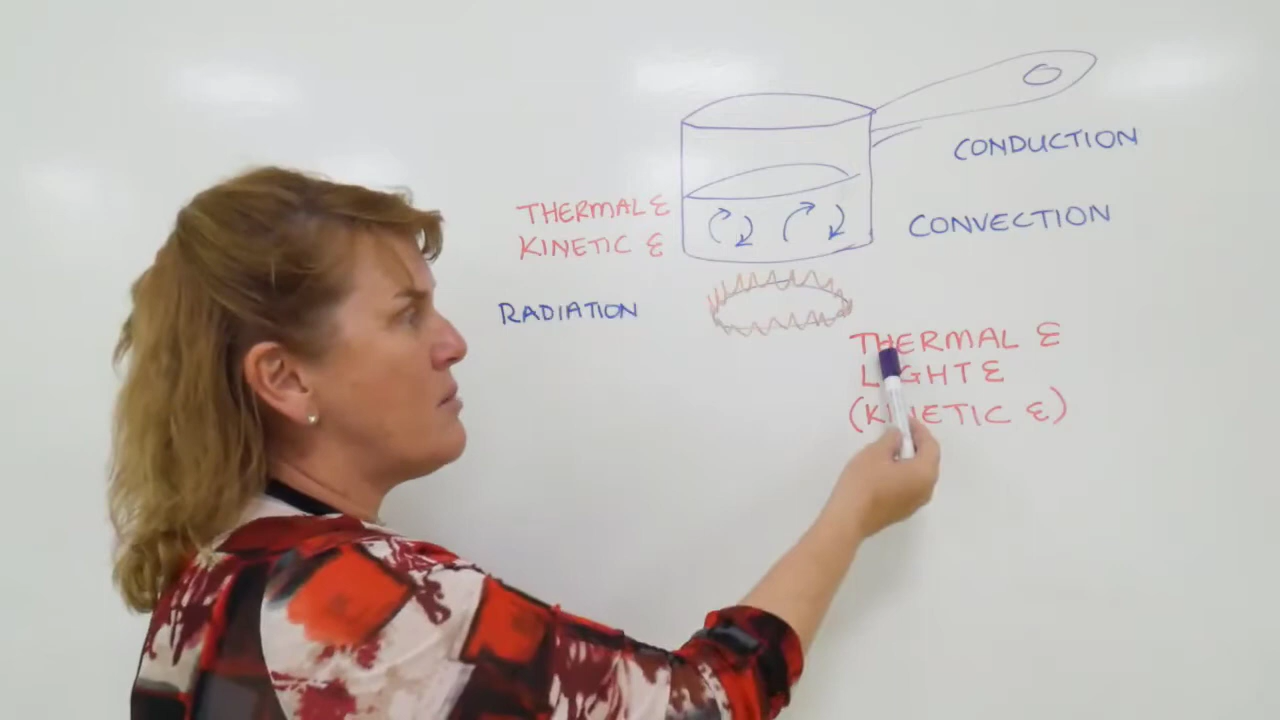 CONDUCTION
THERMAL E
KINETIC E
CONVECTION
RADIATION
THERMAL E
LIGHT E
(KINETIC E)